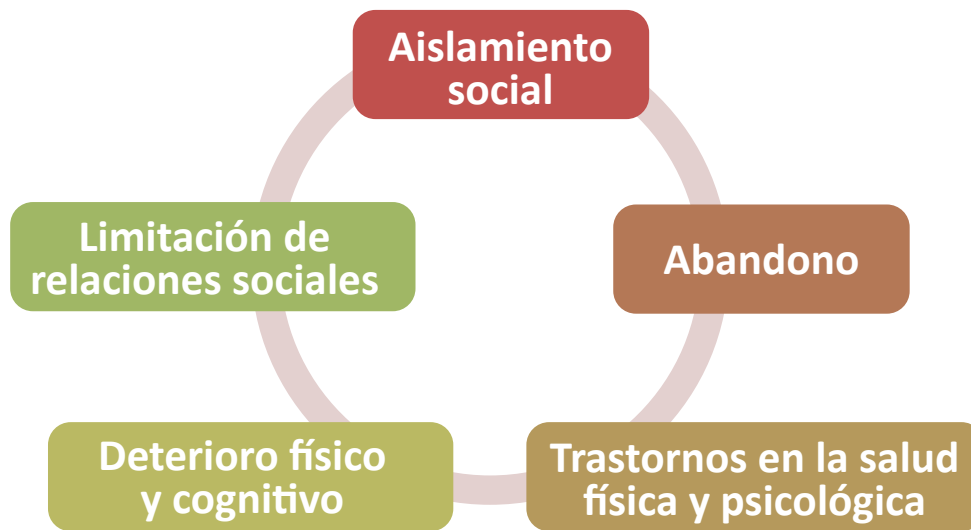 Aislamiento
social
Abandono
Trastornos en la salud
física y psicológica
Deterioro físico
y cognitivo
Limitación de
relaciones sociales